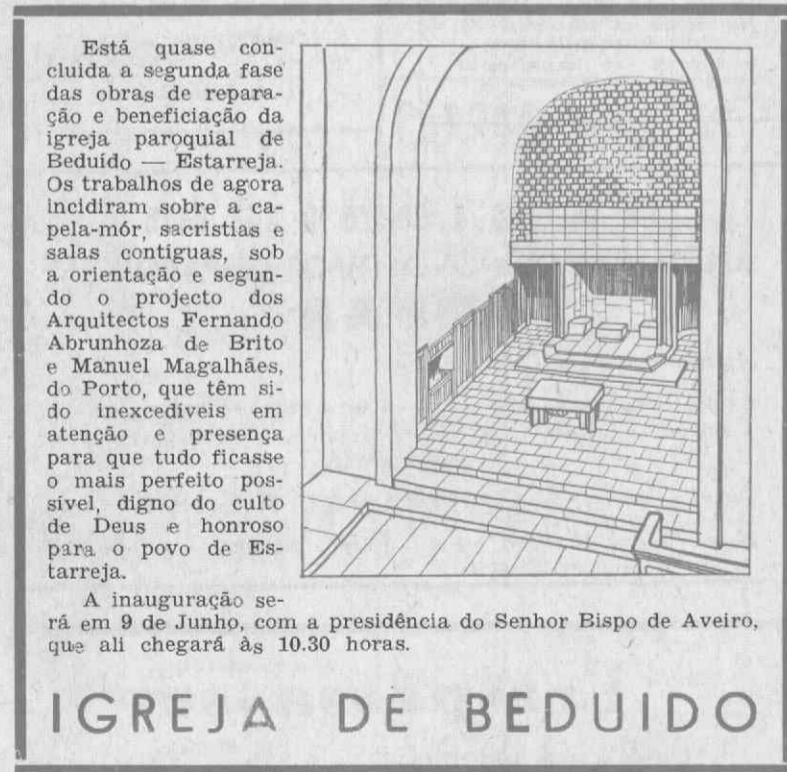 Está quase con-
cluida a segunda fase
das obras de repara-
ção e beneficiação da
igreja paroquial de
Beduído — Estarreja.
Os trabalhos de agora
incidiram sobre a ca-
pela-mór, sacristias e
salas contíguas, sob
a orientação e segun-
do o projecto dos
Arquitectos Fernando
Abrunhoza de Brito
e Manuel Magalhães,
do Porto, que têm si-
do inexcedíveis em
atenção e presença
para que tudo ficasse
o mais perfeito pos-
sível, digno do culto
de Deus e honroso
para o povo de Es-
tarreja.
A inauguração se-
rá em 9 de Junho, com a presidência do Senhor Bispo de Aveiro,
que ali chegará às 10.30 horas.
IGREJA DE BEDUIDO